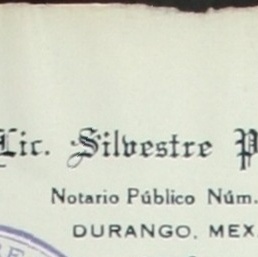 Lic. Silvestre P
Notario Público Núm.
DURANGO, MEX